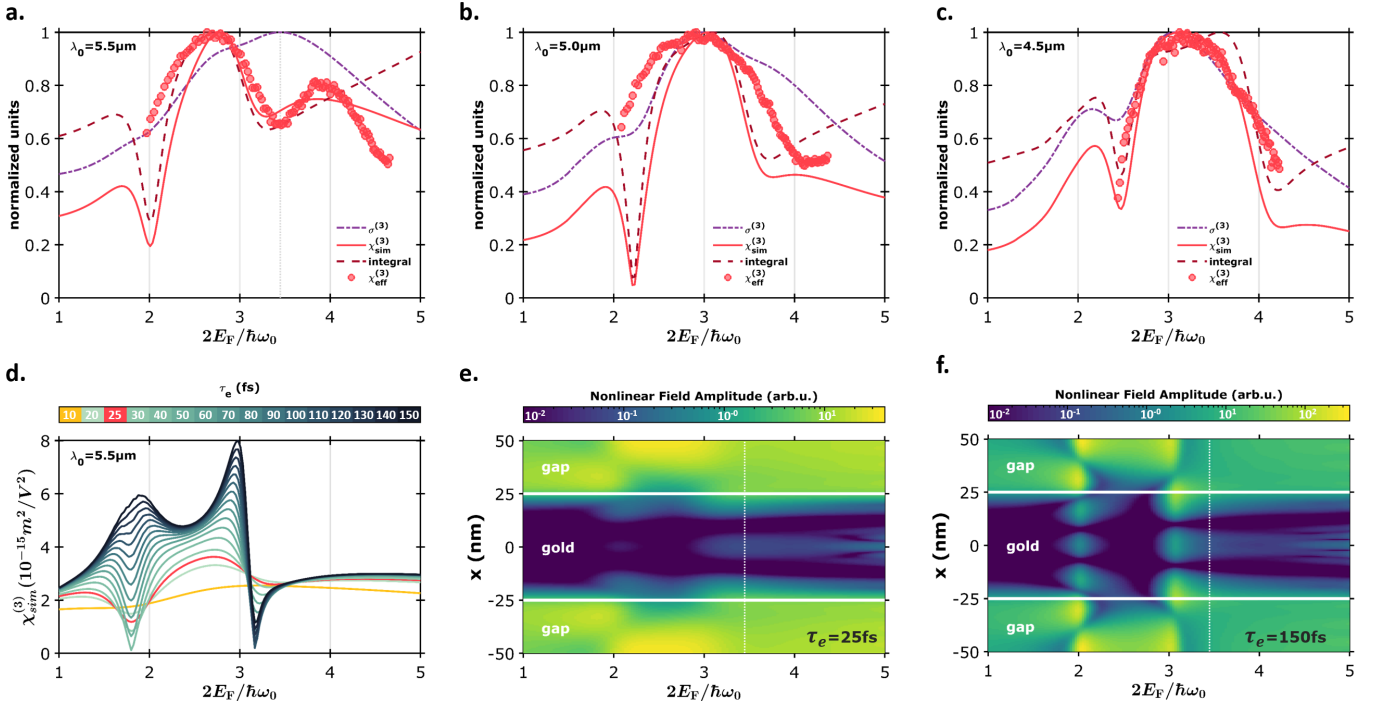 a.
λ₀=5.5μm
normalized units
1
0.8
0.6
0.4
0.2
0
σ⁽³⁾
χ⁽³⁾sim
integral
χ⁽³⁾eff
1 2 3 4 5
2E_F/ħω₀
b.
λ₀=5.0μm
normalized units
1
0.8
0.6
0.4
0.2
0
σ⁽³⁾
χ⁽³⁾sim
integral
χ⁽³⁾eff
1 2 3 4 5
2E_F/ħω₀
c.
λ₀=4.5μm
normalized units
1
0.8
0.6
0.4
0.2
0
σ⁽³⁾
χ⁽³⁾sim
integral
χ⁽³⁾eff
1 2 3 4 5
2E_F/ħω₀
d.
τₑ (fs)
10 20 25 30 40 50 60 70 80 90 100 110 120 130 140 150
λ₀=5.5μm
χ⁽³⁾sim (10⁻¹⁵m²/V²)
8
6
4
2
0
1 2 3 4 5
2E_F/ħω₀
e.
Nonlinear Field Amplitude (arb.u.)
10⁻² 10⁻¹ 10⁻⁰ 10¹
x (nm)
50
25
0
-25
-50
gap
gold
gap
τₑ=25fs
1 2 3 4 5
2E_F/ħω₀
f.
Nonlinear Field Amplitude (arb.u.)
10⁻² 10⁻¹ 10⁻⁰ 10¹ 10²
x (nm)
50
25
0
-25
-50
gap
gold
gap
τₑ=150fs
1 2 3 4 5
2E_F/ħω₀